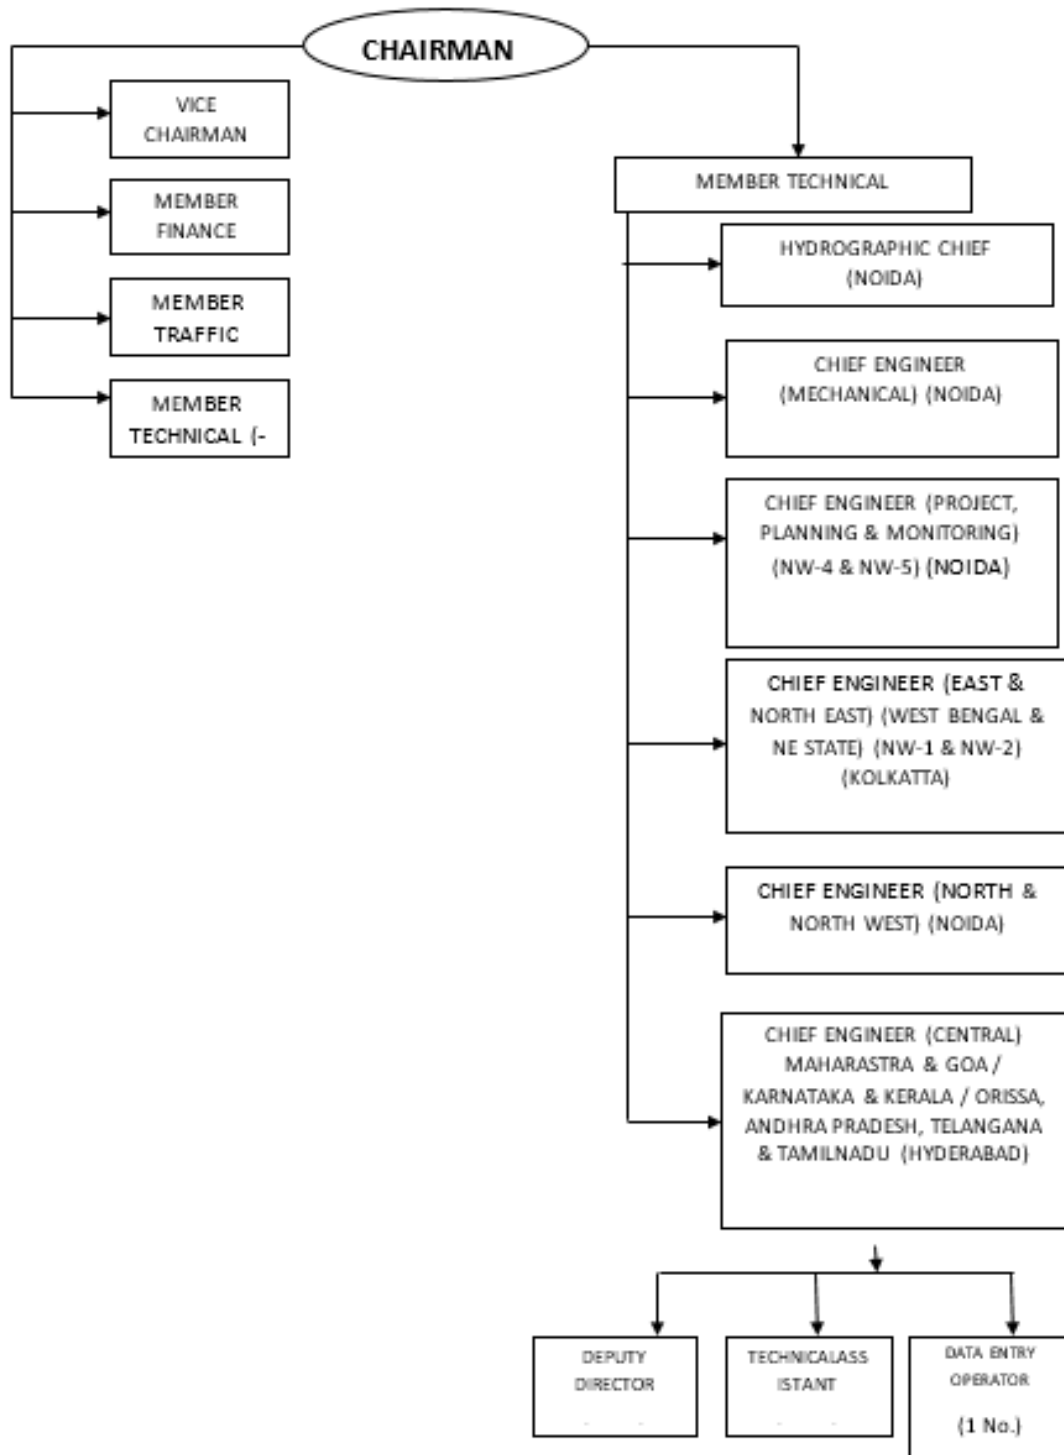 CHAIRMAN
VICE
CHAIRMAN
MEMBER
FINANCE
MEMBER
TRAFFIC
MEMBER
TECHNICAL (-
MEMBER TECHNICAL
HYDROGRAPHIC CHIEF
(NOIDA)
CHIEF ENGINEER
(MECHANICAL) (NOIDA)
CHIEF ENGINEER (PROJECT,
PLANNING & MONITORING)
(NW-4 & NW-5) (NOIDA)
CHIEF ENGINEER (EAST &
NORTH EAST) (WEST BENGAL &
NE STATE) (NW-1 & NW-2)
(KOLKATTA)
CHIEF ENGINEER (NORTH &
NORTH WEST) (NOIDA)
CHIEF ENGINEER (CENTRAL)
MAHARASTRA & GOA /
KARNATAKA & KERALA / ORISSA,
ANDHRA PRADESH, TELANGANA
& TAMILNADU (HYDERABAD)
DEPUTY
DIRECTOR
TECHNICALASS
ISTANT
DATA ENTRY
OPERATOR
(1 No.)